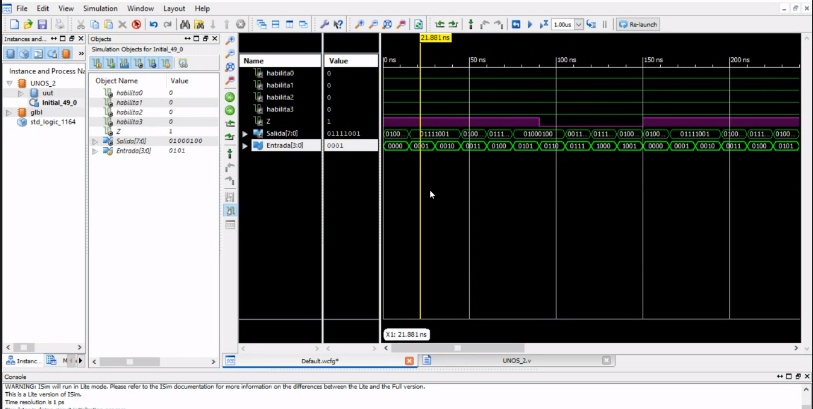 File Edit View Simulation Window Layout Help
1.00us
Re-launch
Instances and...
Objects
Simulation Objects for Initial_49_0
Instance and Process Na
UNOS_2
uut
Initial_49_0
glbl
std_logic_1164
Object Name Value
habilita0 0
habilita1 0
habilita2 0
habilita3 0
Z 1
Salida[7:0] 01000100
Entrada[3:0] 0101
Name Value
habilita0 0
habilita1 0
habilita2 0
habilita3 0
Z 1
Salida[7:0] 01111001
Entrada[3:0] 0001
21.881 ns
0 ns 50 ns 100 ns 150 ns 200 ns
0100... 01111001 0100... 0111... 01000100 0011... 0111... 0100... 0100... 01111001 0100... 0111... 0100...
0000 0001 0010 0011 0100 0101 0110 0111 1000 1001 0000 0001 0010 0011 0100 0101
X1: 21.881 ns
Instanc...
Default.wcfg*
UNOS_2.v
Console
WARNING: ISim will run in Lite mode. Please refer to the ISim documentation for more information on the differences between the Lite and the Full version.
This is a Lite version of ISim.
Time resolution is 1 ps